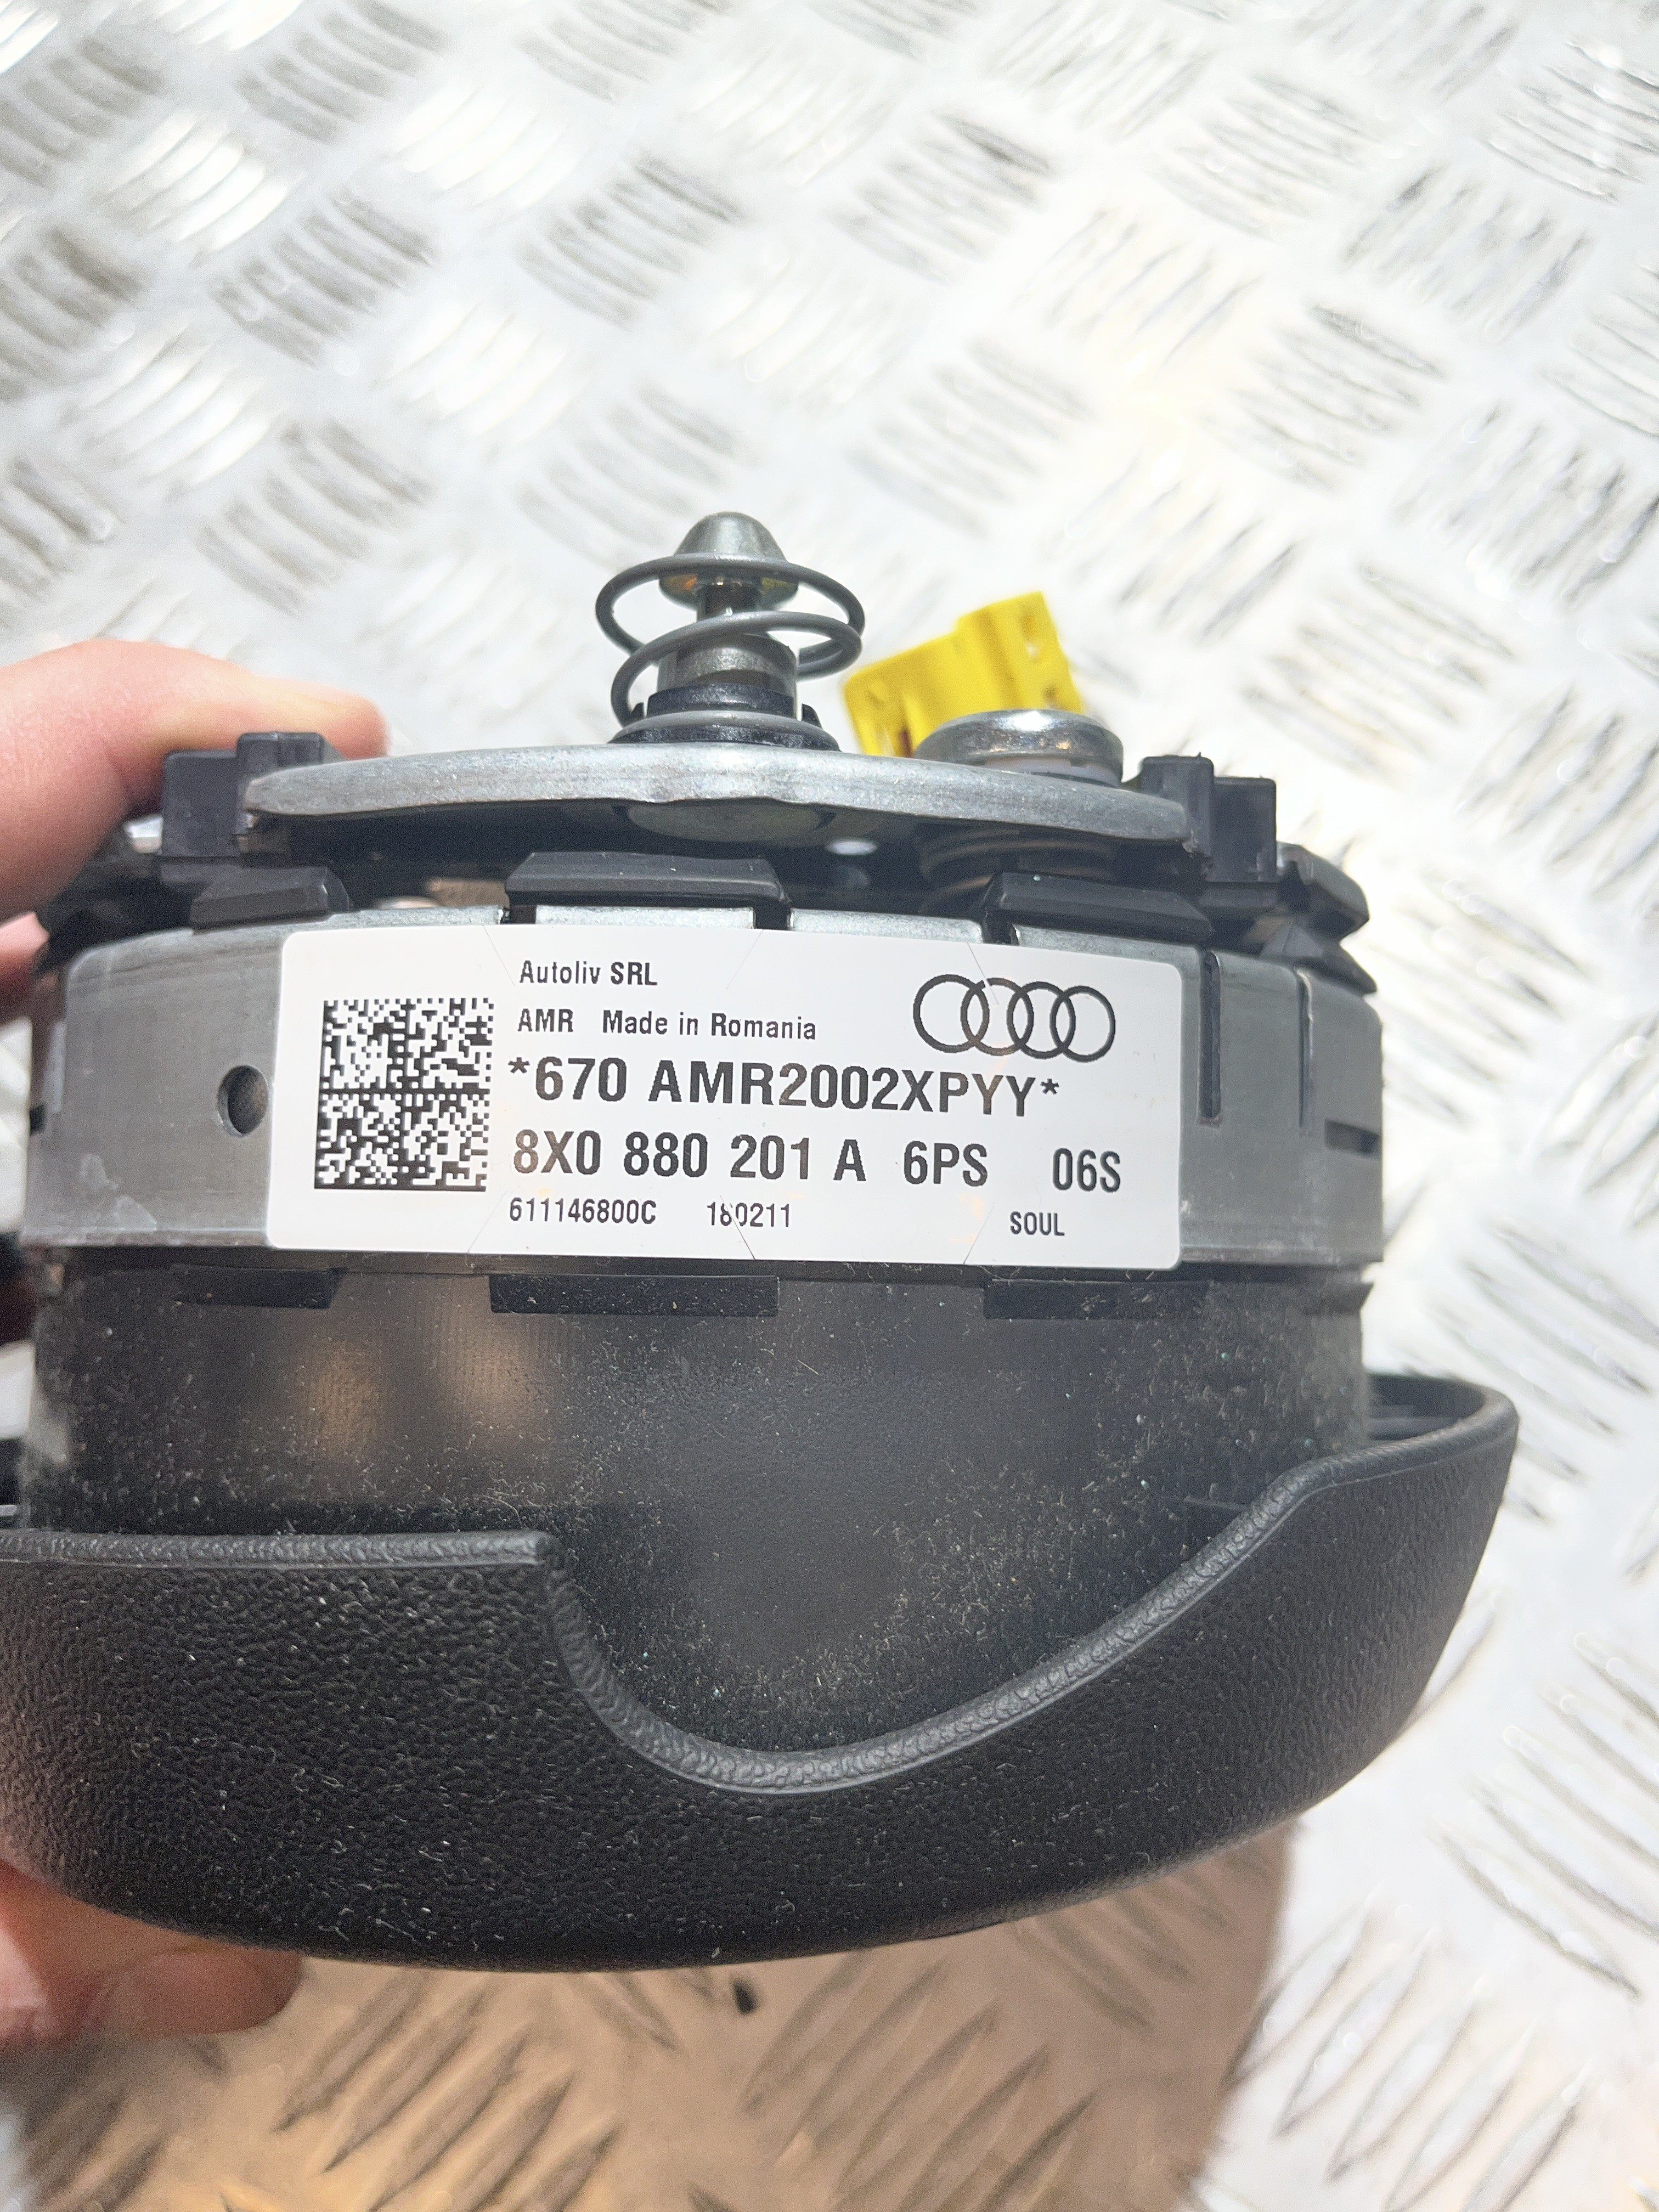 Autoliv SRL
AMR Made in Romania
*670 AMR2002XPYY*
8X0 880 201 A 6PS 06S
611146800C 180211 SOUL